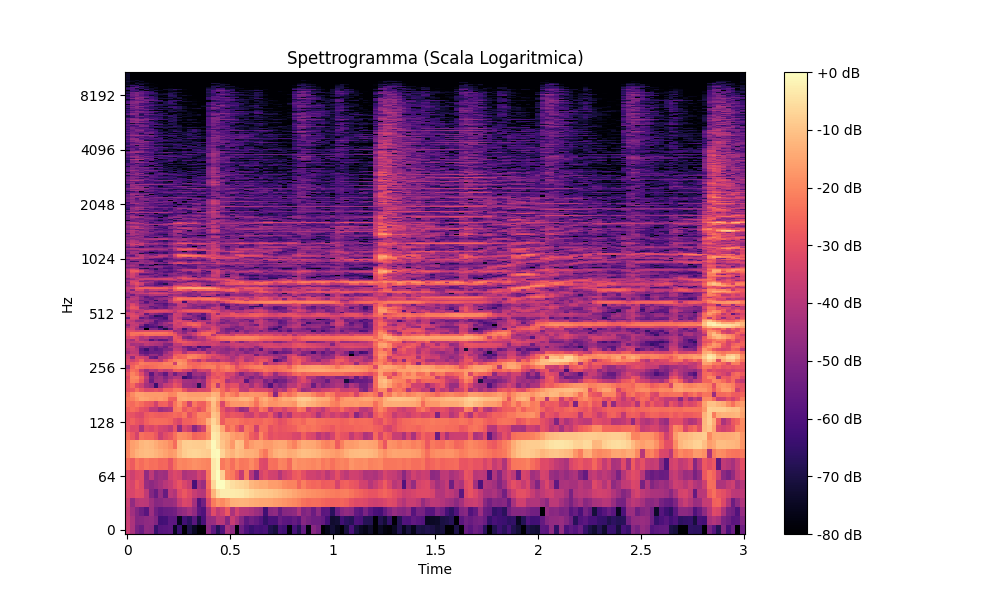 Spettrogramma (Scala Logaritmica)
8192
4096
2048
1024
512
256
128
64
0
Hz
0
0.5
1
1.5
2
2.5
3
Time
+0 dB
-10 dB
-20 dB
-30 dB
-40 dB
-50 dB
-60 dB
-70 dB
-80 dB